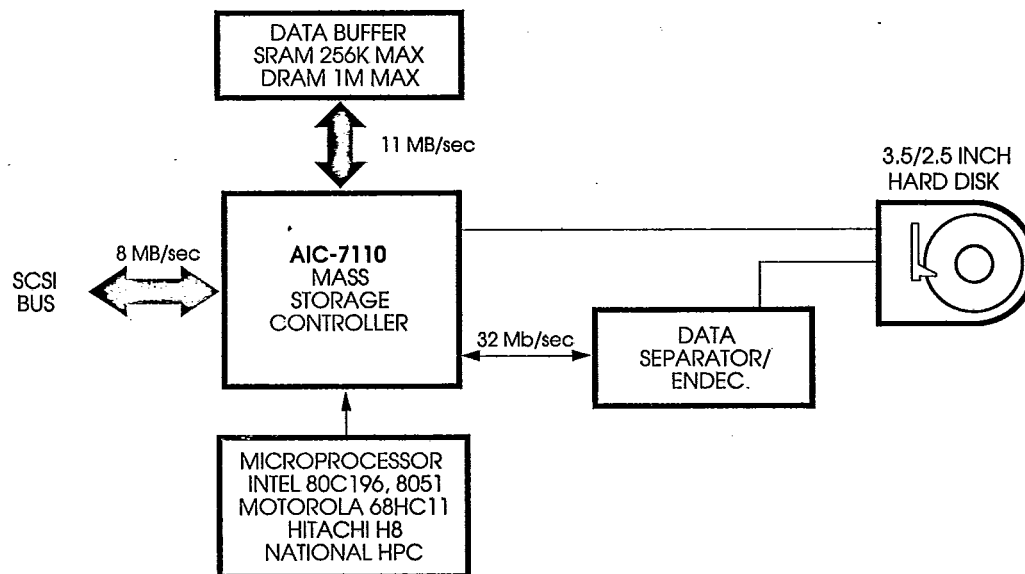 DATA BUFFER
SRAM 256K MAX
DRAM 1M MAX
11 MB/sec
3.5/2.5 INCH
HARD DISK
8 MB/sec
SCSI
BUS
AIC-7110
MASS
STORAGE
CONTROLLER
32 Mb/sec
DATA
SEPARATOR/
ENDEC.
MICROPROCESSOR
INTEL 80C196, 8051
MOTOROLA 68HC11
HITACHI H8
NATIONAL HPC